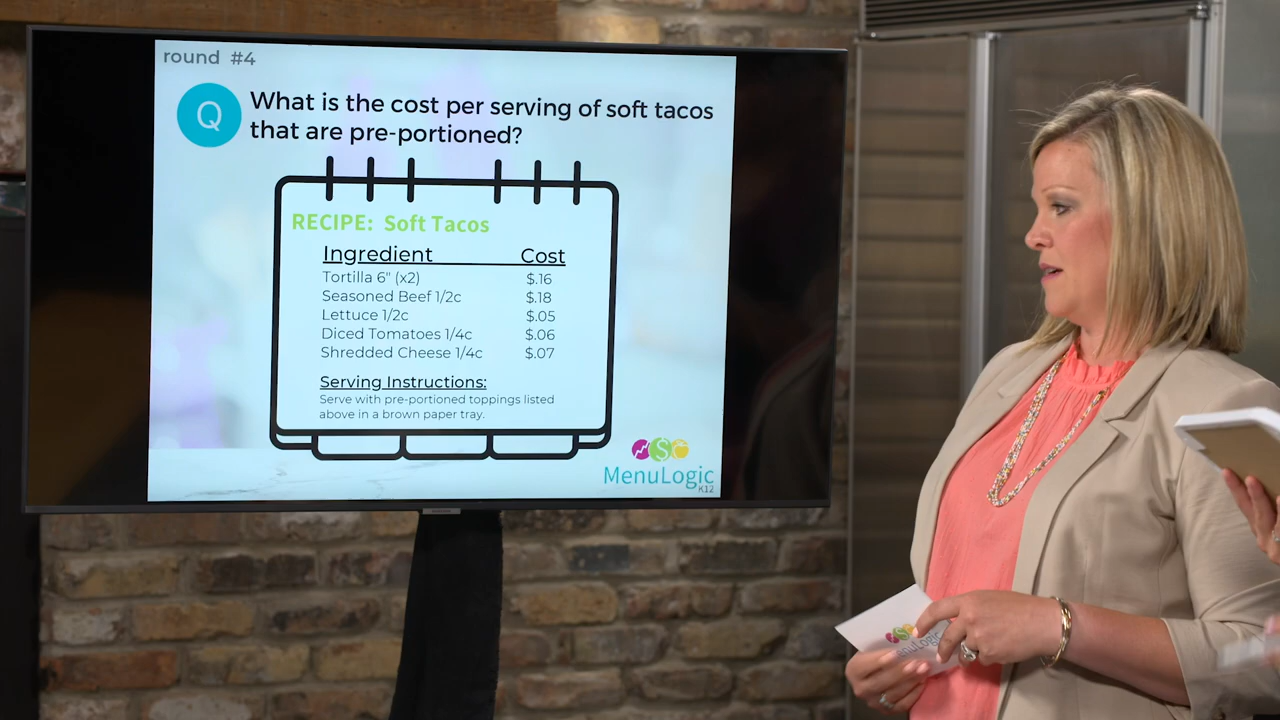 round #4
Q
What is the cost per serving of soft tacos
that are pre-portioned?
RECIPE: Soft Tacos
Ingredient Cost
Tortilla 6" (x2) $.16
Seasoned Beef 1/2c $.18
Lettuce 1/2c $.05
Diced Tomatoes 1/4c $.06
Shredded Cheese 1/4c $.07
Serving Instructions:
Serve with pre-portioned toppings listed
above in a brown paper tray.
MenuLogic
K12